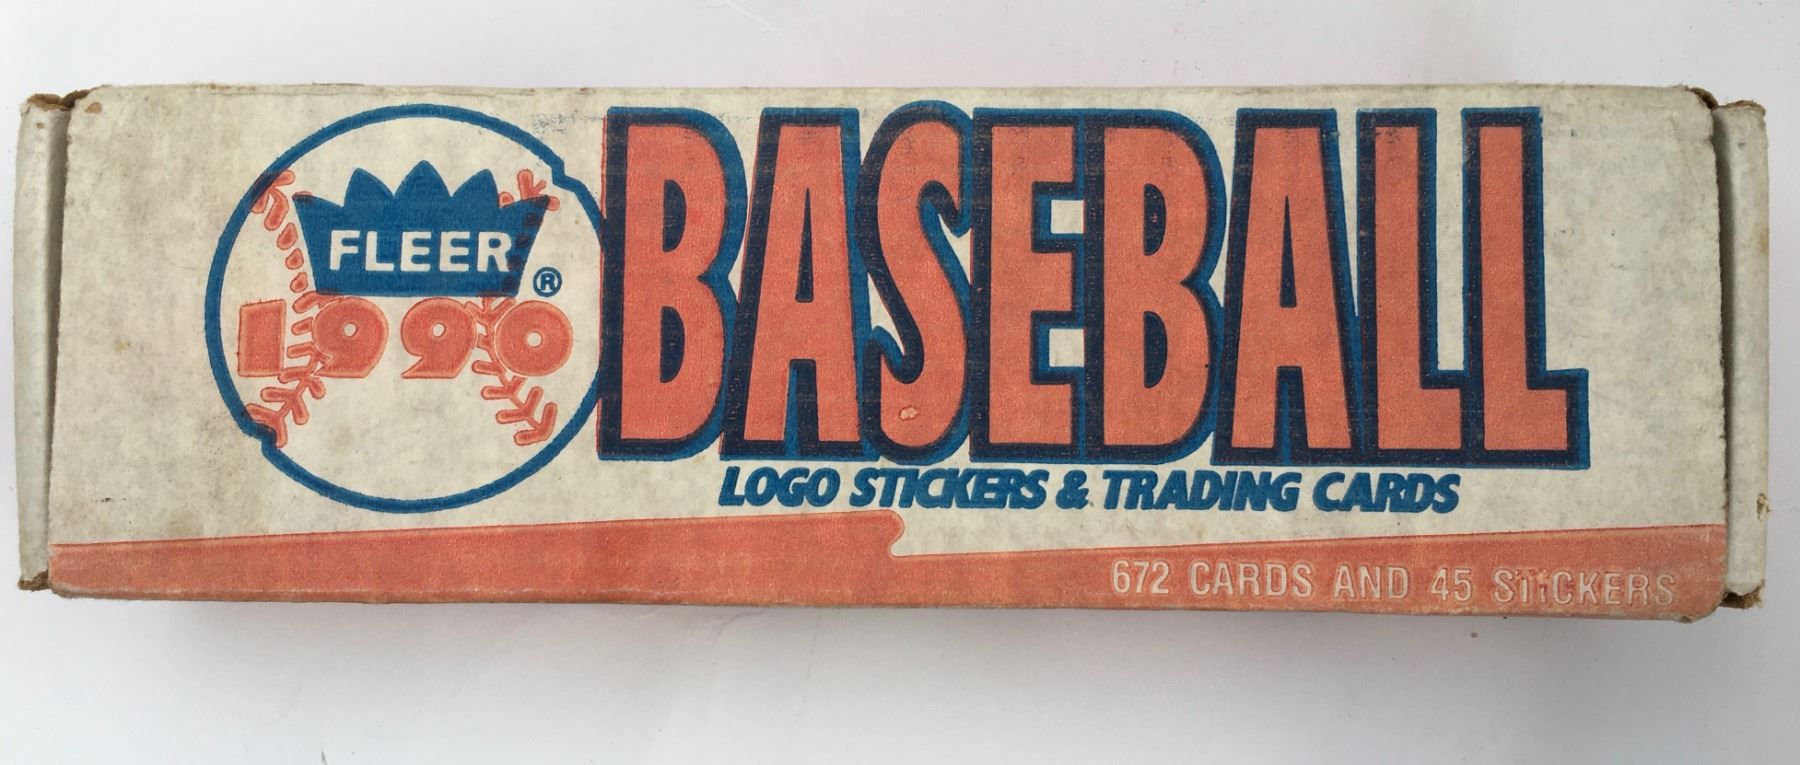 FLEER ®
1990
BASEBALL
LOGO STICKERS & TRADING CARDS
672 CARDS AND 45 STICKERS